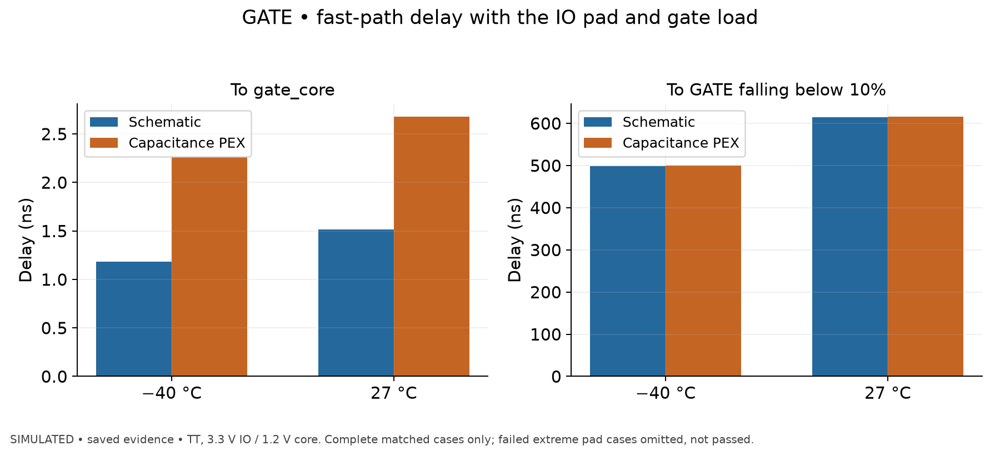 GATE • fast-path delay with the IO pad and gate load
To gate_core
Schematic
Capacitance PEX
Delay (ns)
2.5
2.0
1.5
1.0
0.5
0.0
−40 °C
27 °C
To GATE falling below 10%
Schematic
Capacitance PEX
Delay (ns)
600
500
400
300
200
100
0
−40 °C
27 °C
SIMULATED • saved evidence • TT, 3.3 V IO / 1.2 V core. Complete matched cases only; failed extreme pad cases omitted, not passed.